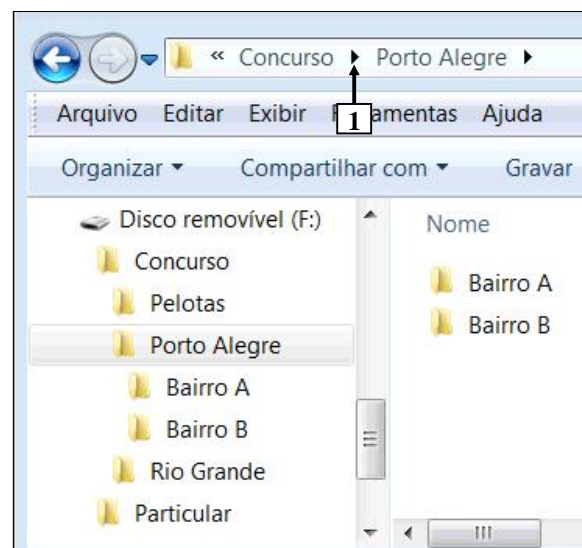 « Concurso ▸ Porto Alegre ▸
1
Arquivo Editar Exibir amentas Ajuda
Organizar ▾ Compartilhar com ▾ Gravar
Disco removível (F:)
Concurso
Pelotas
Porto Alegre
Bairro A
Bairro B
Rio Grande
Particular
Nome
Bairro A
Bairro B